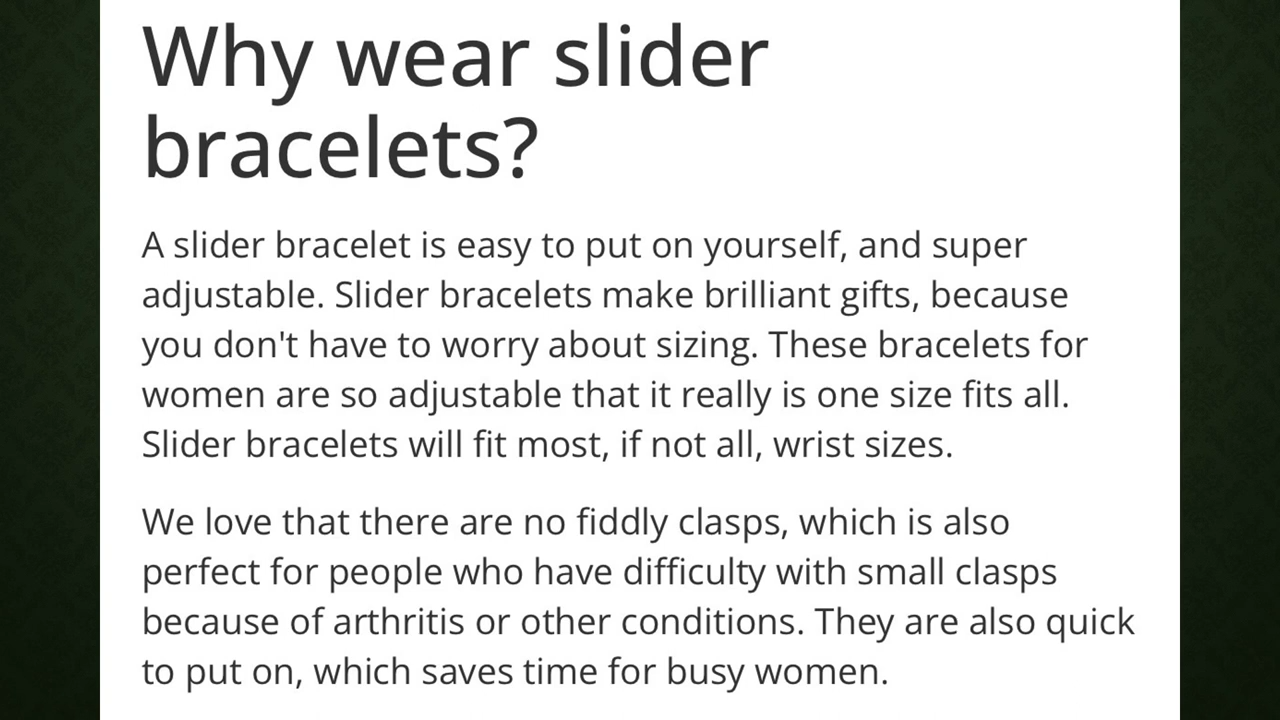 Why wear slider
bracelets?
A slider bracelet is easy to put on yourself, and super
adjustable. Slider bracelets make brilliant gifts, because
you don't have to worry about sizing. These bracelets for
women are so adjustable that it really is one size fits all.
Slider bracelets will fit most, if not all, wrist sizes.
We love that there are no fiddly clasps, which is also
perfect for people who have difficulty with small clasps
because of arthritis or other conditions. They are also quick
to put on, which saves time for busy women.